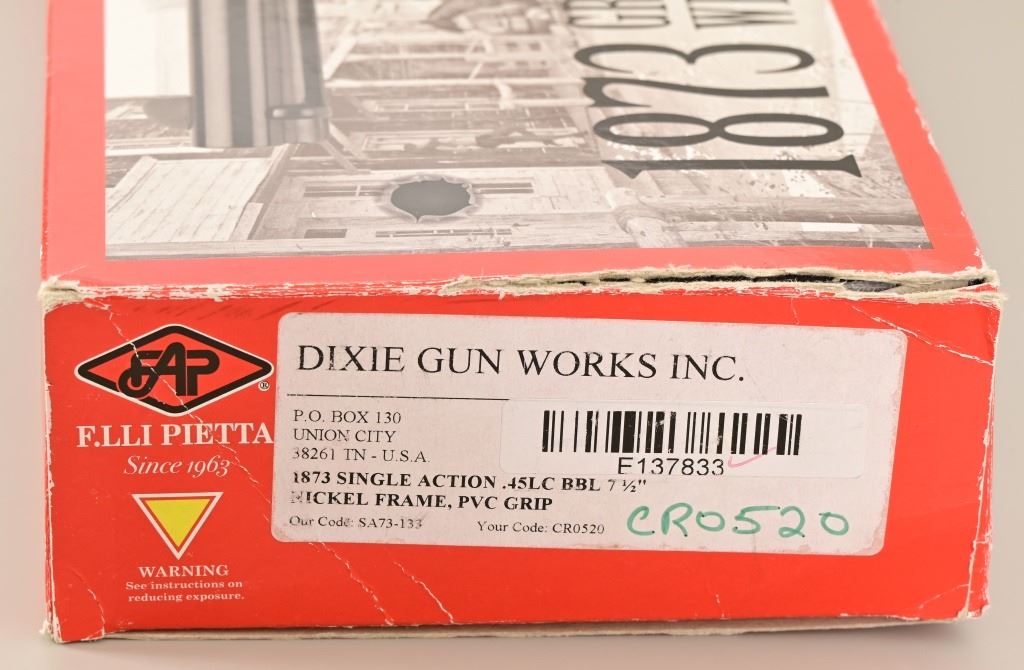 1873
FAP
®
F.LLI PIETTA
Since 1963
WARNING
See instructions on
reducing exposure.
DIXIE GUN WORKS INC.
P.O. BOX 130
UNION CITY
38261 TN - U.S.A.
E137833
1873 SINGLE ACTION .45LC BBL 7 ½"
NICKEL FRAME, PVC GRIP
Our Code: SA73-133 Your Code: CR0520
CR0520